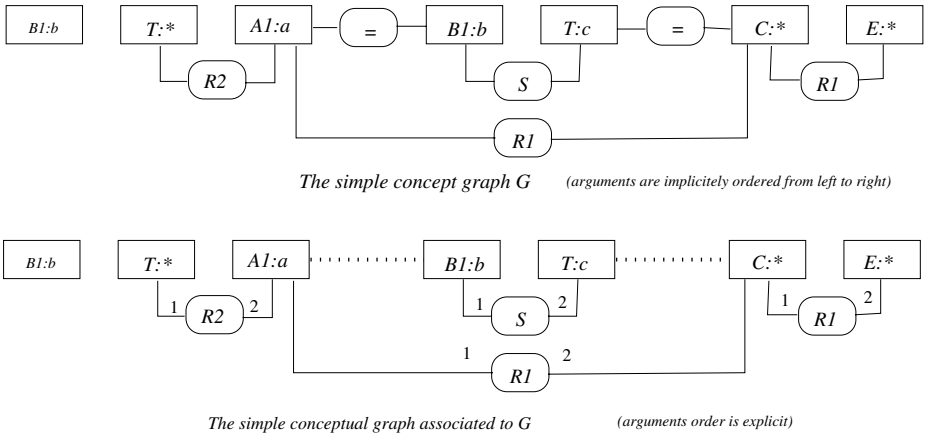 B1:b T:* A1:a = B1:b T:c = C:* E:*
R2 S R1
R1
The simple concept graph G (arguments are implicitely ordered from left to right)
B1:b T:* A1:a B1:b T:c C:* E:*
1 R2 2 1 S 2 1 R1 2
1 R1 2
The simple conceptual graph associated to G (arguments order is explicit)